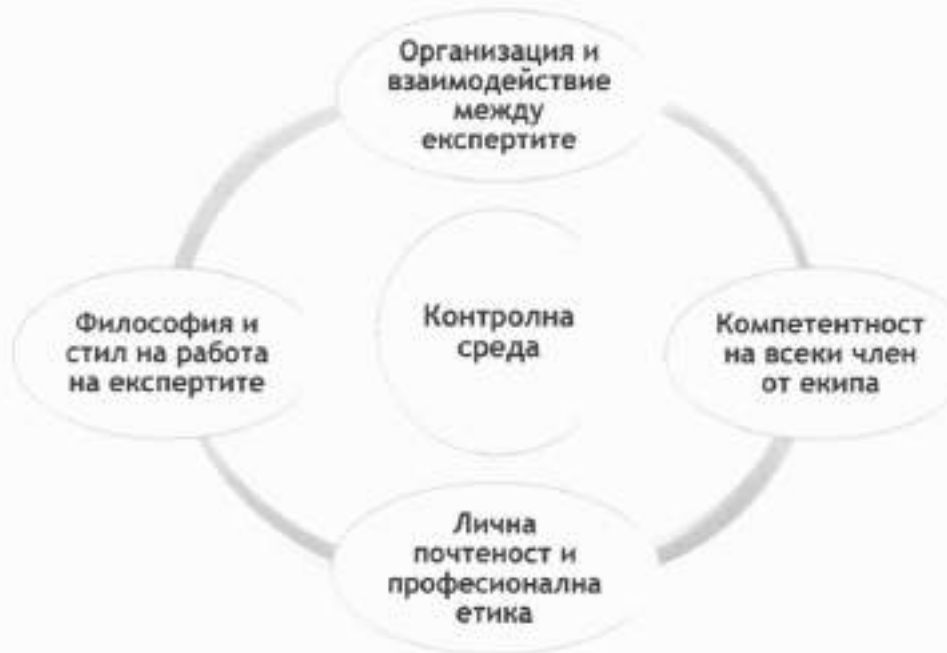 Организация и
взаимодействие
между
експертите
Философия и
стил на работа
на експертите
Контролна
среда
Компетентност
на всеки член
от екипа
Лична
почтеност и
професионална
етика